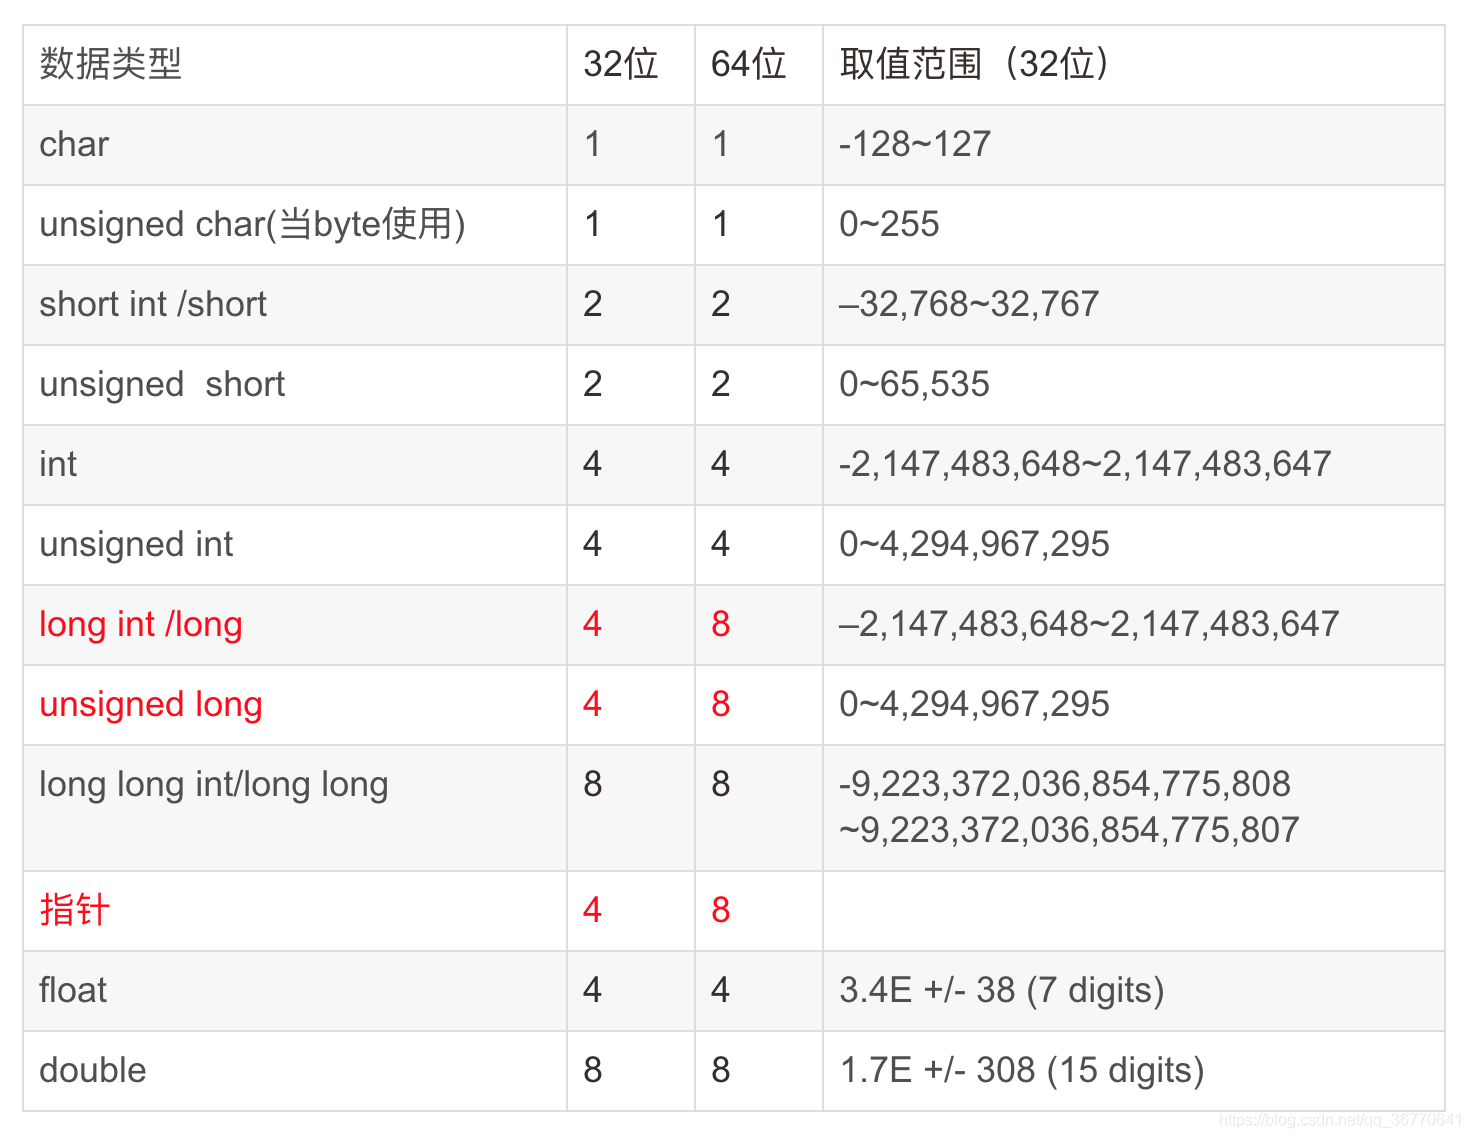 数据类型 32位 64位 取值范围（32位）
char 1 1 -128~127
unsigned char(当byte使用) 1 1 0~255
short int /short 2 2 –32,768~32,767
unsigned  short 2 2 0~65,535
int 4 4 -2,147,483,648~2,147,483,647
unsigned int 4 4 0~4,294,967,295
long int /long 4 8 –2,147,483,648~2,147,483,647
unsigned long 4 8 0~4,294,967,295
long long int/long long 8 8 -9,223,372,036,854,775,808
~9,223,372,036,854,775,807
指针 4 8
float 4 4 3.4E +/- 38 (7 digits)
double 8 8 1.7E +/- 308 (15 digits)
https://blog.csdn.net/qq_36770641